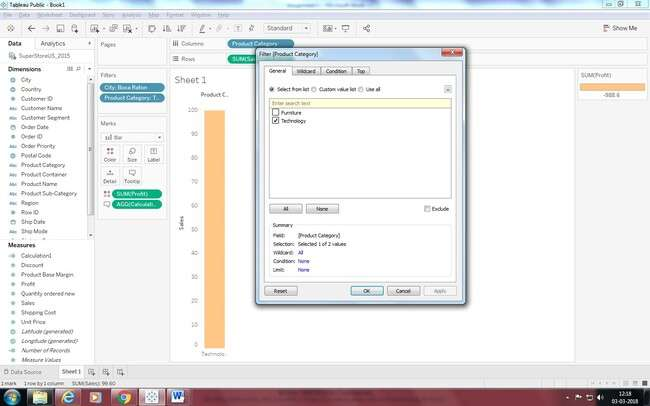 Tableau Public - Book1
File Data Worksheet Dashboard Story Analysis Map Format Window Help
Standard
Show Me
Data Analytics
SuperStoreUS_2015
Dimensions
City
Country
Customer ID
Customer Name
Customer Segment
Order Date
Order ID
Order Priority
Postal Code
Product Category
Product Container
Product Name
Product Sub-Category
Region
Row ID
Ship Date
Ship Mode
Measures
Calculation1
Discount
Product Base Margin
Profit
Quantity ordered new
Sales
Shipping Cost
Unit Price
Latitude (generated)
Longitude (generated)
Number of Records
Measure Values
Pages
Filters
City: Boca Raton
Product Category: T..
Marks
Bar
Color Size Label
Detail Tooltip
SUM(Profit)
AGG(Calculati..
Columns Product Category
Rows SUM(Sales)
Sheet 1
Product C..
100
90
80
70
60
50
40
30
20
10
0
Sales
Technolo..
Filter [Product Category]
General Wildcard Condition Top
Select from list Custom value list Use all
Enter search text
Furniture
Technology
All None Exclude
Summary
Field: [Product Category]
Selection: Selected 1 of 2 values
Wildcard: All
Condition: None
Limit: None
Reset OK Cancel Apply
SUM(Profit)
-988.6
Data Source Sheet 1
1 mark 1 row by 1 column SUM(Sales): 99.60
12:18
03-03-2018